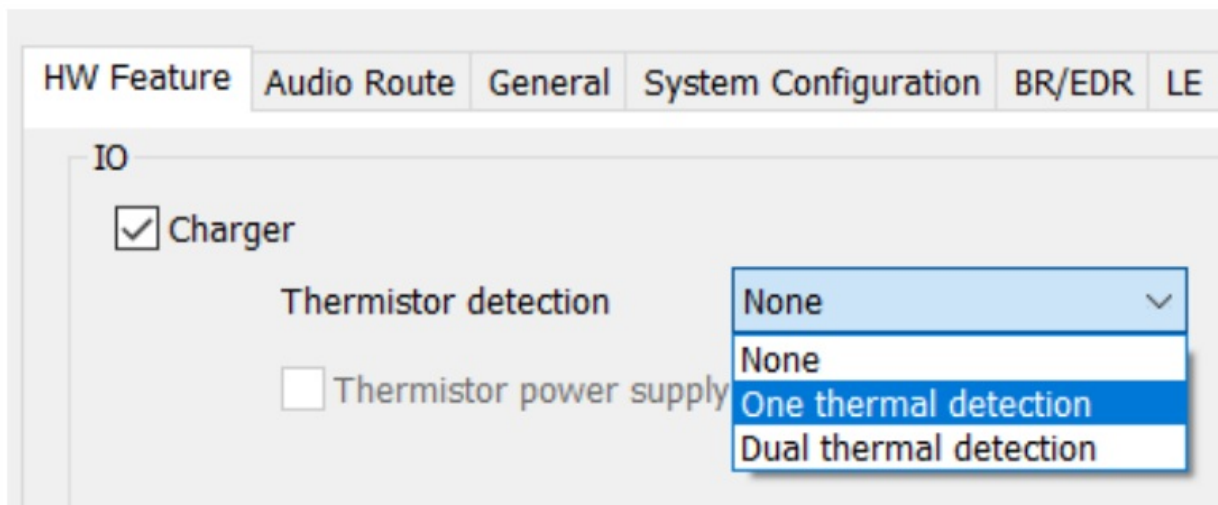 HW Feature Audio Route General System Configuration BR/EDR LE
IO
Charger
Thermistor detection None
None
Thermistor power supply One thermal detection
Dual thermal detection